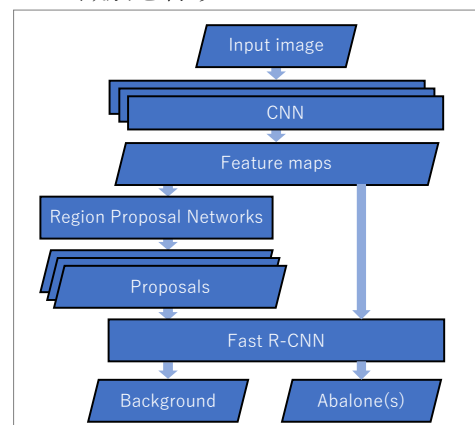 Input image
CNN
Feature maps
Region Proposal Networks
Proposals
Fast R-CNN
Background
Abalone(s)